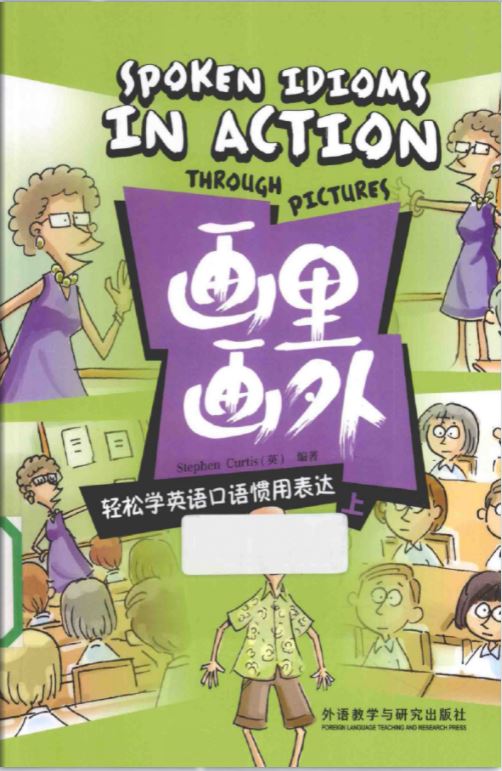 SPOKEN IDIOMS
IN ACTION
THROUGH PICTURES
画里
画外
Stephen Curtis(英) 编著
轻松学英语口语惯用表达 上
外语教学与研究出版社
FOREIGN LANGUAGE TEACHING AND RESEARCH PRESS